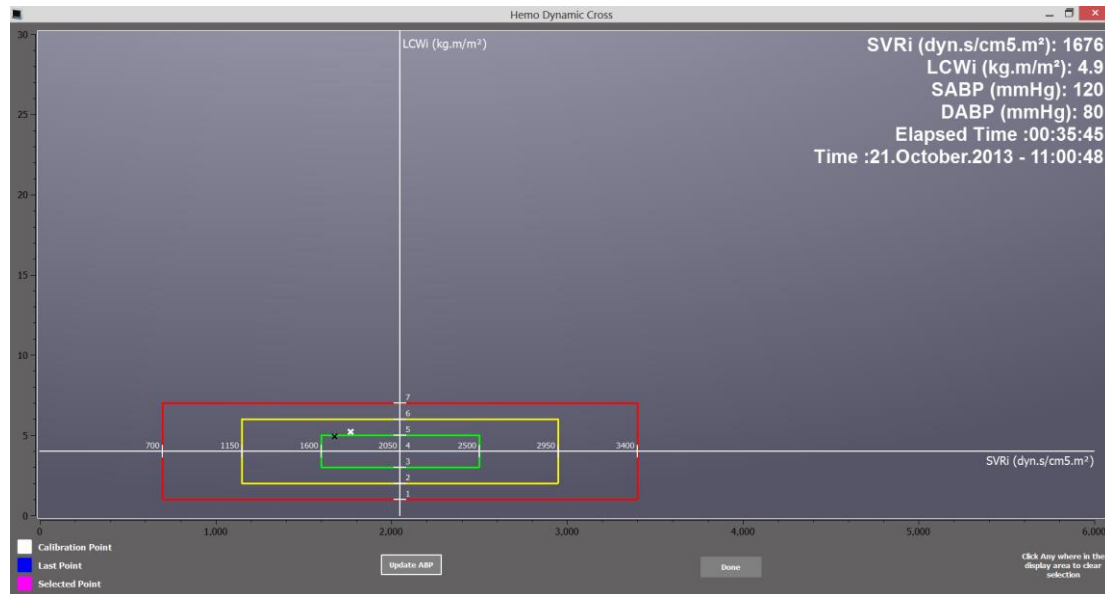 Hemo Dynamic Cross
30
LCWi (kg.m/m²)
SVRi (dyn.s/cm5.m²): 1676
LCWi (kg.m/m²): 4.9
SABP (mmHg): 120
DABP (mmHg): 80
Elapsed Time :00:35:45
Time :21.October.2013 - 11:00:48
25
20
15
10
7
6
5
5
700 1150 1600 2050 4 2500 2950 3400
SVRi (dyn.s/cm5.m²)
3
2
1
0
0 1,000 2,000 3,000 4,000 5,000 6,000
Calibration Point
Last Point
Selected Point
Update ABP
Done
Click Any where in the
display area to clear
selection